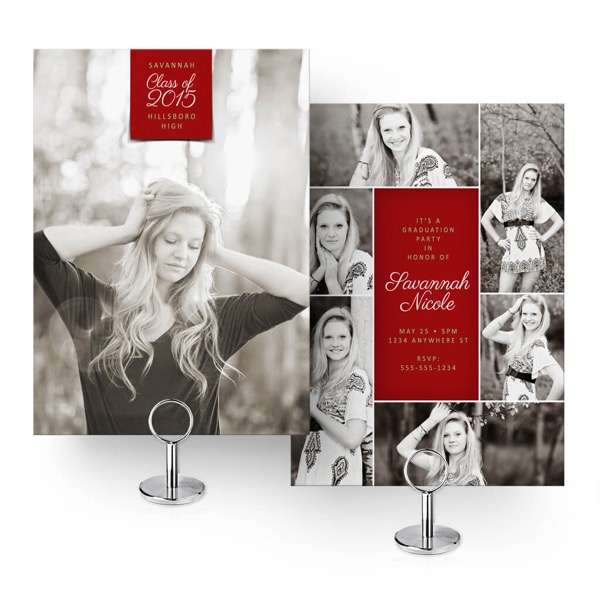 SAVANNAH
Class of
2015
HILLSBORO
HIGH
IT'S A
GRADUATION
PARTY
IN
HONOR OF
Savannah
Nicole
MAY 25 • 5PM
1234 ANYWHERE ST
RSVP:
555-555-1234